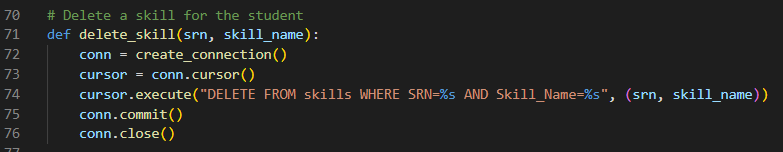 70 # Delete a skill for the student
71 def delete_skill(srn, skill_name):
72 conn = create_connection()
73 cursor = conn.cursor()
74 cursor.execute("DELETE FROM skills WHERE SRN=%s AND Skill_Name=%s", (srn, skill_name))
75 conn.commit()
76 conn.close()
77